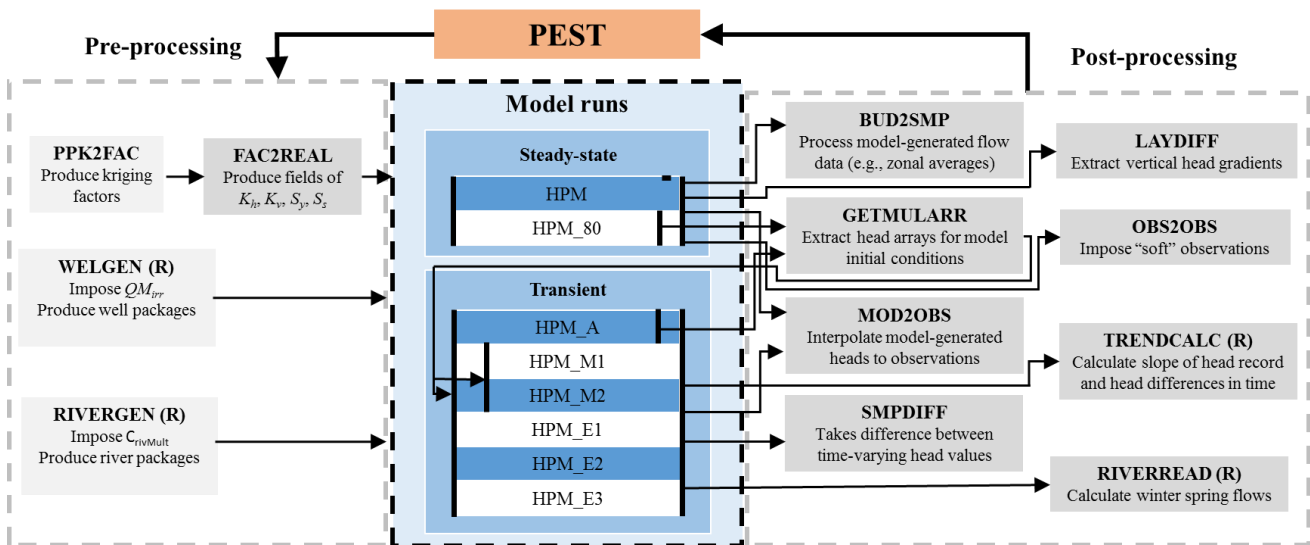 PEST
Pre-processing
Post-processing
PPK2FAC
Produce kriging
factors
FAC2REAL
Produce fields of
Kh, Kv, Sy, Ss
WELGEN (R)
Impose QMirr
Produce well packages
RIVERGEN (R)
Impose CrivMult
Produce river packages
Model runs
Steady-state
HPM
HPM_80
Transient
HPM_A
HPM_M1
HPM_M2
HPM_E1
HPM_E2
HPM_E3
BUD2SMP
Process model-generated flow
data (e.g., zonal averages)
GETMULARR
Extract head arrays for model
initial conditions
MOD2OBS
Interpolate model-generated
heads to observations
SMPDIFF
Takes difference between
time-varying head values
LAYDIFF
Extract vertical head gradients
OBS2OBS
Impose “soft” observations
TRENDCALC (R)
Calculate slope of head record
and head differences in time
RIVERREAD (R)
Calculate winter spring flows